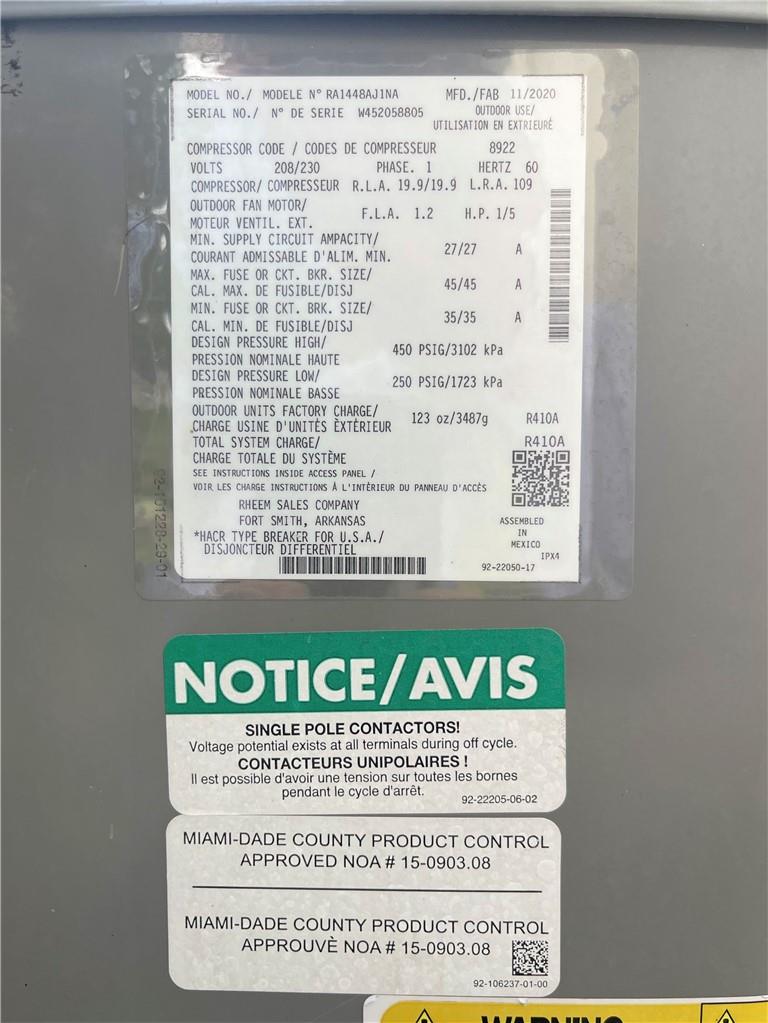 MODEL NO./ MODELE N° RA1448AJ1NA MFD./FAB 11/2020
SERIAL NO./ N° DE SERIE W452058805 OUTDOOR USE/
UTILISATION EN EXTRIEURÉ
COMPRESSOR CODE / CODES DE COMPRESSEUR 8922
VOLTS 208/230 PHASE. 1 HERTZ 60
COMPRESSOR/ COMPRESSEUR R.L.A. 19.9/19.9 L.R.A. 109
OUTDOOR FAN MOTOR/
MOTEUR VENTIL. EXT. F.L.A. 1.2 H.P. 1/5
MIN. SUPPLY CIRCUIT AMPACITY/
COURANT ADMISSABLE D'ALIM. MIN. 27/27 A
MAX. FUSE OR CKT. BKR. SIZE/
CAL. MAX. DE FUSIBLE/DISJ 45/45 A
MIN. FUSE OR CKT. BRK. SIZE/
CAL. MIN. DE FUSIBLE/DISJ 35/35 A
DESIGN PRESSURE HIGH/
PRESSION NOMINALE HAUTE 450 PSIG/3102 kPa
DESIGN PRESSURE LOW/
PRESSION NOMINALE BASSE 250 PSIG/1723 kPa
OUTDOOR UNITS FACTORY CHARGE/
CHARGE USINE D'UNITÉS ÈXTÉRIEUR 123 oz/3487g R410A
TOTAL SYSTEM CHARGE/ R410A
CHARGE TOTALE DU SYSTÈME
SEE INSTRUCTIONS INSIDE ACCESS PANEL /
VOIR LES CHARGE INSTRUCTIONS À L'INTÉRIEUR DU PANNEAU D'ACCÈS
RHEEM SALES COMPANY
FORT SMITH, ARKANSAS
*HACR TYPE BREAKER FOR U.S.A./
DISJONCTEUR DIFFERENTIEL
ASSEMBLED
IN
MEXICO
IPX4
92-22050-17
92-101228-29-01
NOTICE/AVIS
SINGLE POLE CONTACTORS!
Voltage potential exists at all terminals during off cycle.
CONTACTEURS UNIPOLAIRES !
Il est possible d'avoir une tension sur toutes les bornes
pendant le cycle d'arrêt.
92-22205-06-02
MIAMI-DADE COUNTY PRODUCT CONTROL
APPROVED NOA # 15-0903.08
MIAMI-DADE COUNTY PRODUCT CONTROL
APPROUVÈ NOA # 15-0903.08
92-106237-01-00
WARNING